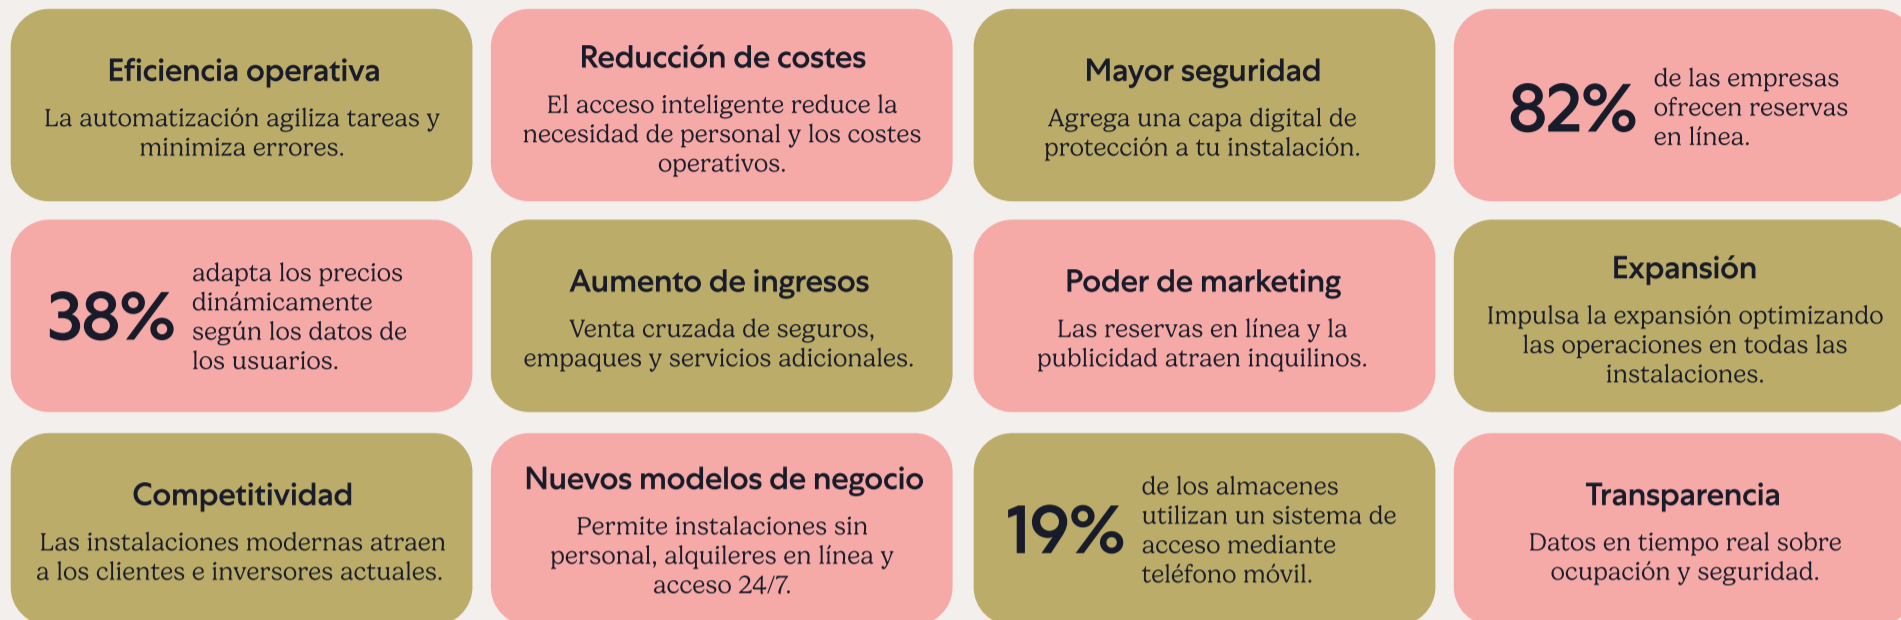 Eficiencia operativa
La automatización agiliza tareas y
minimiza errores.
Reducción de costes
El acceso inteligente reduce la
necesidad de personal y los costes
operativos.
Mayor seguridad
Agrega una capa digital de
protección a tu instalación.
82%
de las empresas
ofrecen reservas
en línea.
38%
adapta los precios
dinámicamente
según los datos de
los usuarios.
Aumento de ingresos
Venta cruzada de seguros,
empaques y servicios adicionales.
Poder de marketing
Las reservas en línea y la
publicidad atraen inquilinos.
Expansión
Impulsa la expansión optimizando
las operaciones en todas las
instalaciones.
Competitividad
Las instalaciones modernas atraen
a los clientes e inversores actuales.
Nuevos modelos de negocio
Permite instalaciones sin
personal, alquileres en línea y
acceso 24/7.
19%
de los almacenes
utilizan un sistema de
acceso mediante
teléfono móvil.
Transparencia
Datos en tiempo real sobre
ocupación y seguridad.